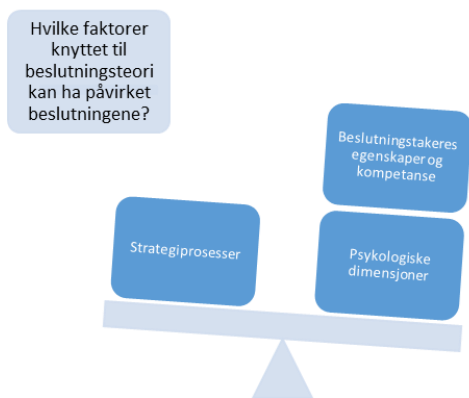 Hvilke faktorer
knyttet til
beslutningsteori
kan ha påvirket
beslutningene?
Beslutningstakeres
egenskaper og
kompetanse
Strategiprosesser
Psykologiske
dimensjoner